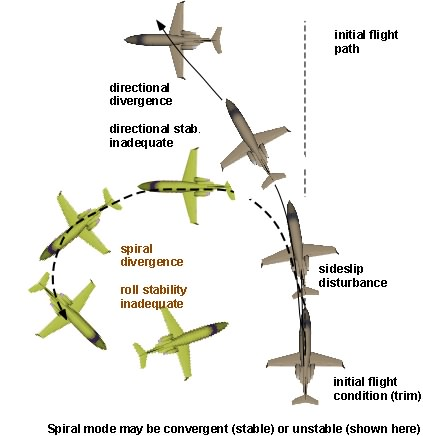 initial flight
path
directional
divergence
directional stab.
inadequate
spiral
divergence
roll stability
inadequate
sideslip
disturbance
initial flight
condition (trim)
Spiral mode may be convergent (stable) or unstable (shown here)